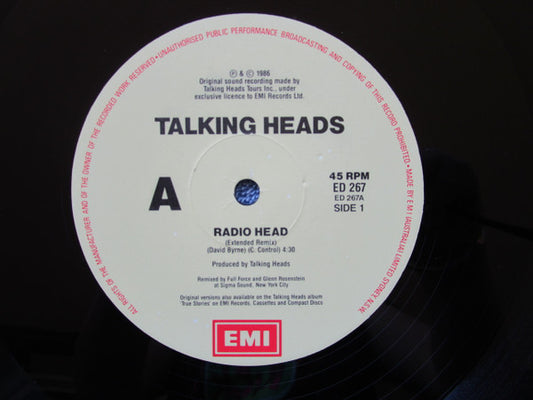 ALL RIGHTS OF THE MANUFACTURER AND OF THE OWNER OF THE RECORDED WORK RESERVED • UNAUTHORISED PUBLIC PERFORMANCE BROADCASTING AND COPYING OF THIS RECORD PROHIBITED • MADE BY E M I (AUSTRALIA) LIMITED SYDNEY, N.S.W.
℗ & © 1986
Original sound recording made by
Talking Heads Tours Inc., under
exclusive licence to EMI Records Ltd.
TALKING HEADS
A
45 RPM
ED 267
ED 267A
SIDE 1
RADIO HEAD
(Extended Remix)
(David Byrne) (C. Control) 4:30
Produced by Talking Heads
Remixed by Full Force and Glenn Rosenstein
at Sigma Sound, New York City
Original versions also available on the Talking Heads album
'True Stories' on EMI Records, Cassettes and Compact Discs
EMI